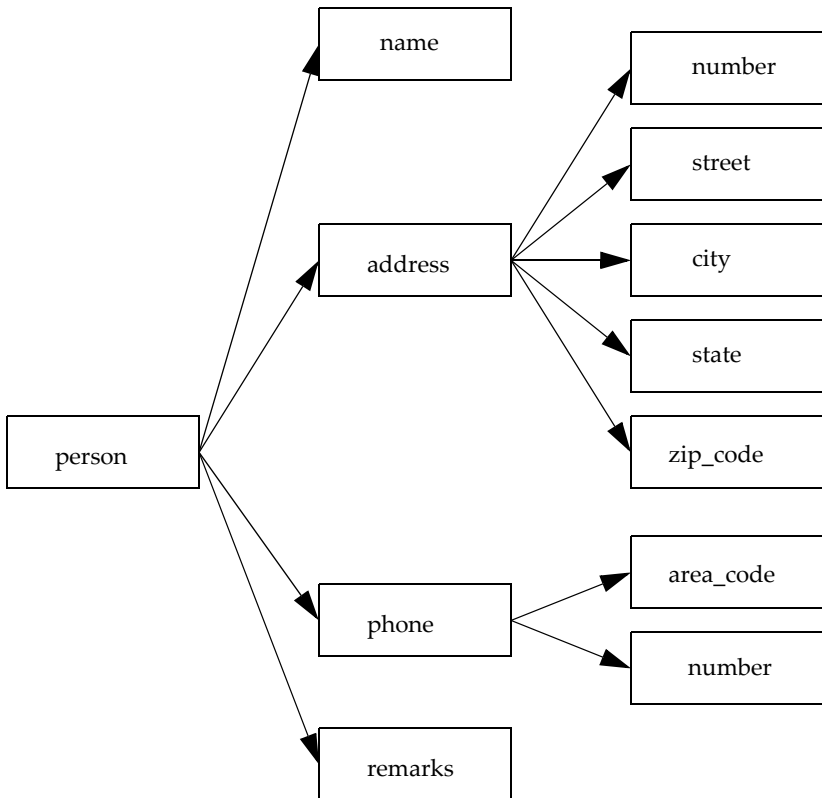 name
number
street
address
city
state
person
zip_code
area_code
phone
number
remarks